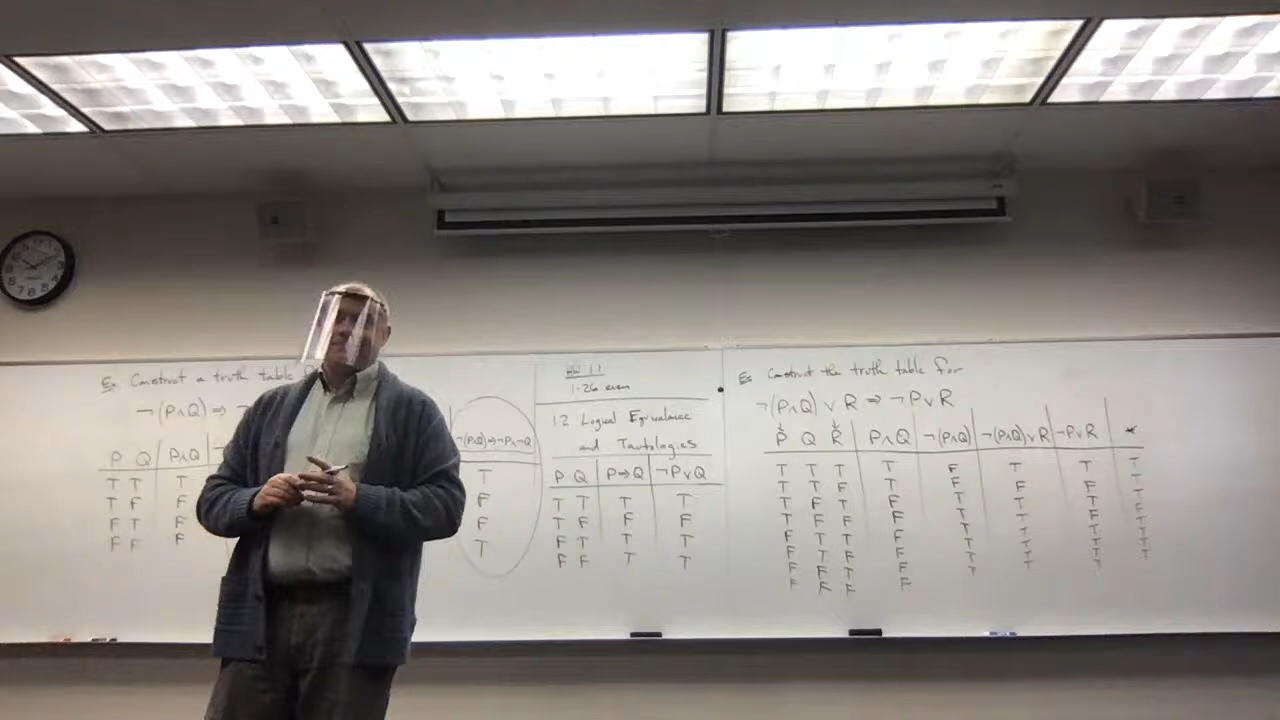 Ex Construct a truth table
¬(P∧Q) ⇒ ¬
P Q P∧Q ¬(P∧Q)⇒¬P∧¬Q
T T T T
T F F F
F T F F
F F F T
HW 1.1
1-26 even
1.2 Logical Equivalence
and Tautologies
P Q P⇒Q ¬P∨Q
T T T T
T F F F
F T T T
F F T T
Ex Construct the truth table for
¬(P∧Q) ∨ R ⇒ ¬P∨R
P Q R P∧Q ¬(P∧Q) ¬(P∧Q)∨R ¬P∨R *
T T T T F T T T
T T F T F F F T
T F T F T T T T
T F F F T T F F
F T T F T T T T
F T F F T T T T
F F T F T T T T
F F F F T T T T